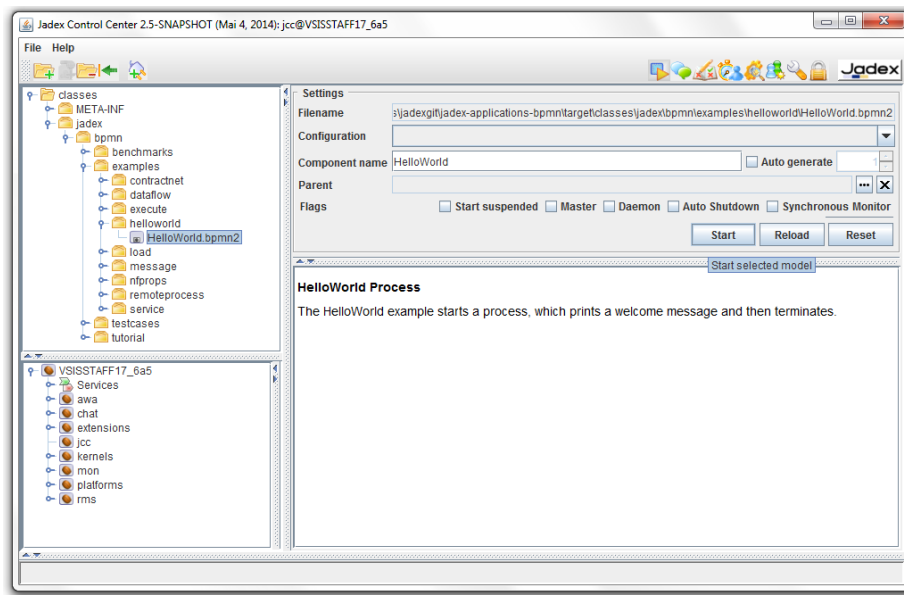 Jadex Control Center 2.5-SNAPSHOT (Mai 4, 2014): jcc@VSISSTAFF17_6a5
File Help
Jadex
classes
META-INF
jadex
bpmn
benchmarks
examples
contractnet
dataflow
execute
helloworld
HelloWorld.bpmn2
load
message
nfprops
remoteprocess
service
testcases
tutorial
VSISSTAFF17_6a5
Services
awa
chat
extensions
jcc
kernels
mon
platforms
rms
Settings
Filename s\jadexgit\jadex-applications-bpmn\target\classes\jadex\bpmn\examples\helloworld\HelloWorld.bpmn2
Configuration
Component name HelloWorld Auto generate 1
Parent ... X
Flags Start suspended Master Daemon Auto Shutdown Synchronous Monitor
Start Reload Reset
Start selected model
HelloWorld Process
The HelloWorld example starts a process, which prints a welcome message and then terminates.